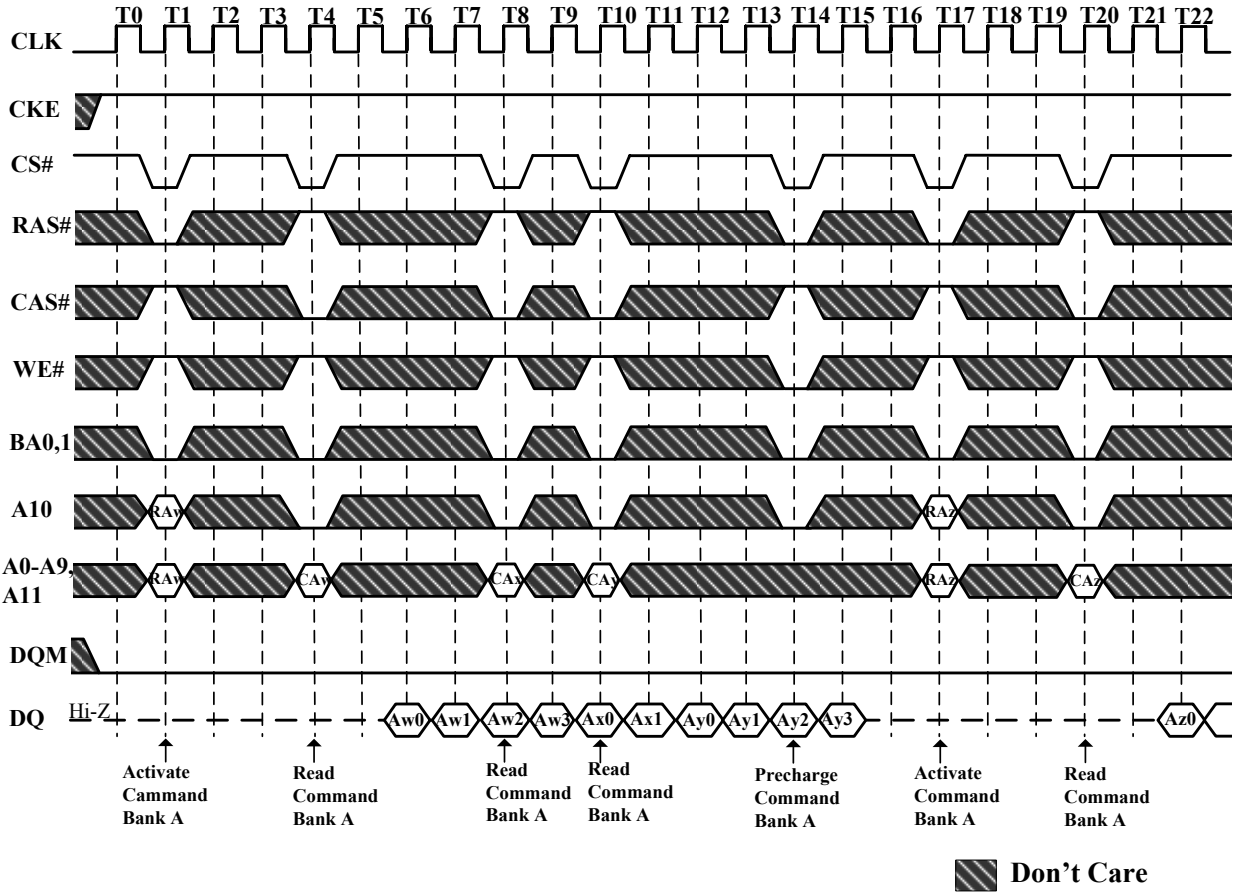 T0 T1 T2 T3 T4 T5 T6 T7 T8 T9 T10 T11 T12 T13 T14 T15 T16 T17 T18 T19 T20 T21 T22
CLK
CKE
CS#
RAS#
CAS#
WE#
BA0,1
A10 RAw RAz
A0-A9,
A11
RAw CAw CAx CAy RAz CAz
DQM
DQ Hi-Z Aw0 Aw1 Aw2 Aw3 Ax0 Ax1 Ay0 Ay1 Ay2 Ay3 Az0
Activate
Cammand
Bank A
Read
Command
Bank A
Read
Command
Bank A
Read
Command
Bank A
Precharge
Command
Bank A
Activate
Command
Bank A
Read
Command
Bank A
Don't Care